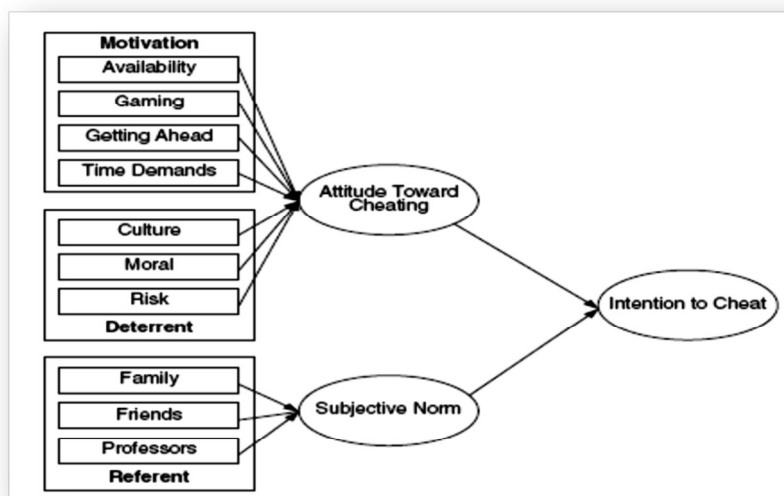 Motivation
Availability
Gaming
Getting Ahead
Time Demands
Culture
Moral
Risk
Deterrent
Family
Friends
Professors
Referent
Attitude Toward
Cheating
Subjective Norm
Intention to Cheat